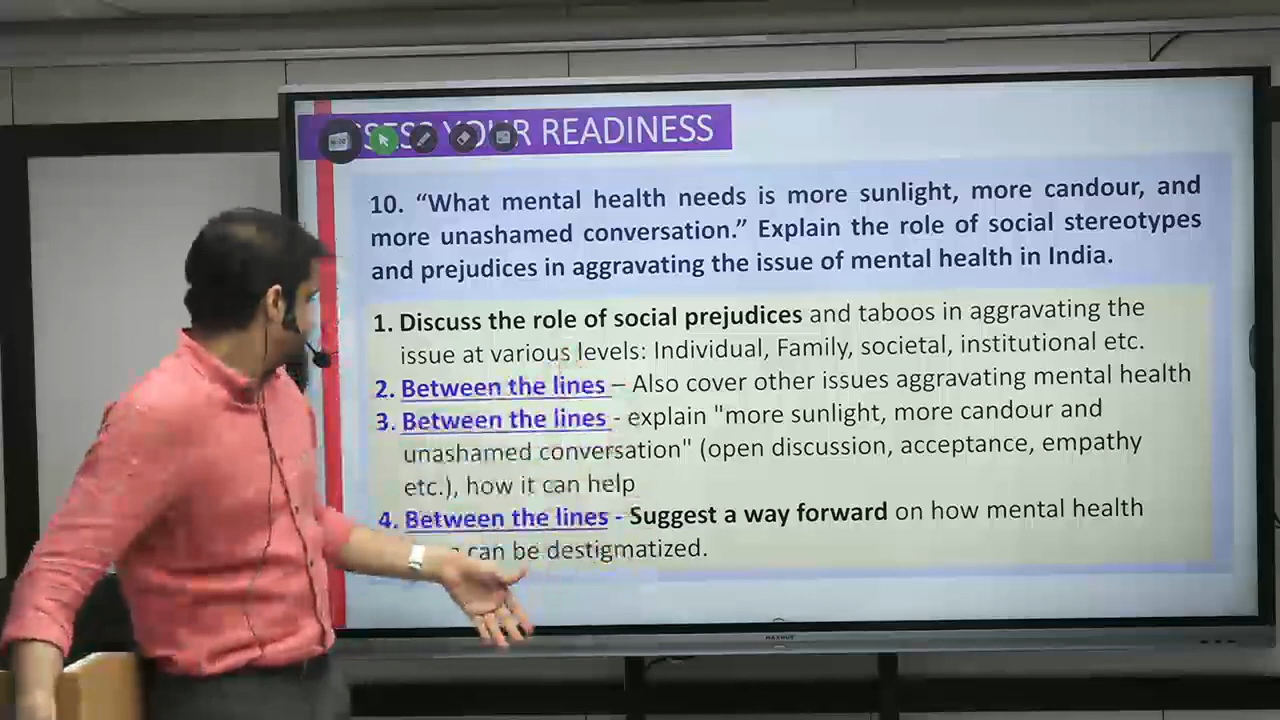 YOUR READINESS
10. “What mental health needs is more sunlight, more candour, and
more unashamed conversation.” Explain the role of social stereotypes
and prejudices in aggravating the issue of mental health in India.
1. Discuss the role of social prejudices and taboos in aggravating the
issue at various levels: Individual, Family, societal, institutional etc.
2. Between the lines – Also cover other issues aggravating mental health
3. Between the lines - explain "more sunlight, more candour and
unashamed conversation" (open discussion, acceptance, empathy
etc.), how it can help
4. Between the lines - Suggest a way forward on how mental health
can be destigmatized.
MAXHUB